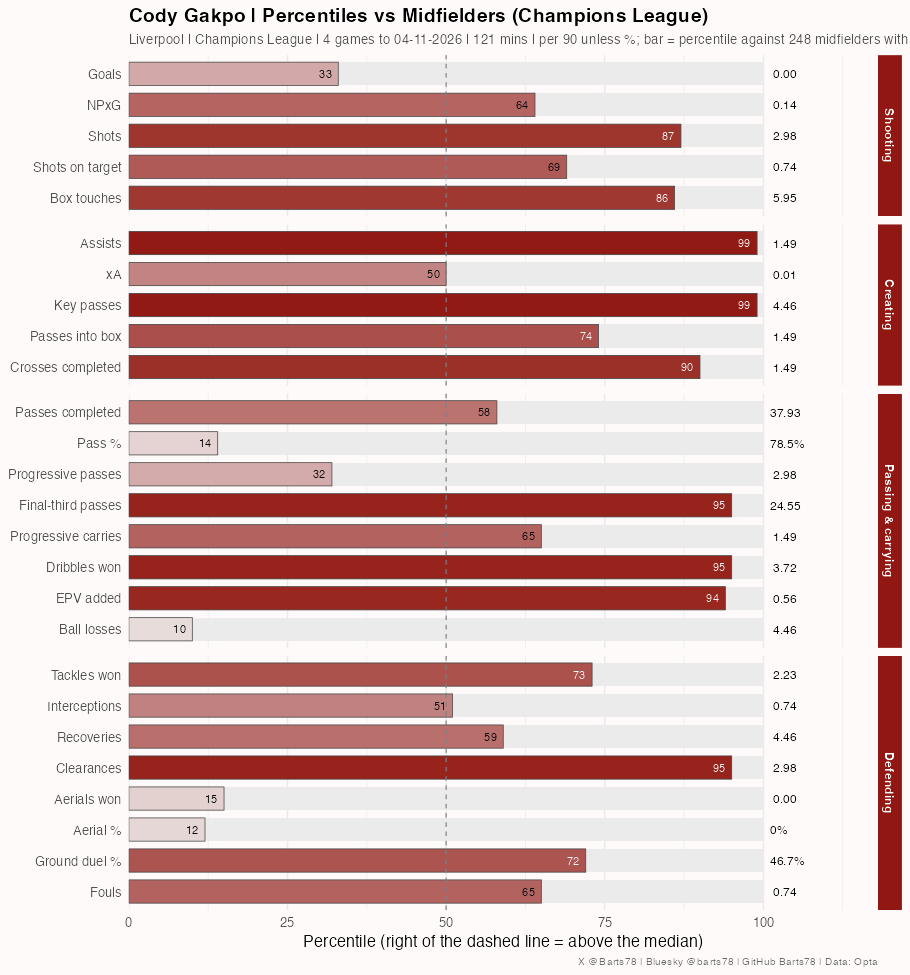 Cody Gakpo | Percentiles vs Midfielders (Champions League)
Liverpool | Champions League | 4 games to 04-11-2026 | 121 mins | per 90 unless %; bar = percentile against 248 midfielders with
Goals 33 0.00
NPxG 64 0.14
Shots 87 2.98
Shots on target 69 0.74
Box touches 86 5.95
Shooting
Assists 99 1.49
xA 50 0.01
Key passes 99 4.46
Passes into box 74 1.49
Crosses completed 90 1.49
Creating
Passes completed 58 37.93
Pass % 14 78.5%
Progressive passes 32 2.98
Final-third passes 95 24.55
Progressive carries 65 1.49
Dribbles won 95 3.72
EPV added 94 0.56
Ball losses 10 4.46
Passing & carrying
Tackles won 73 2.23
Interceptions 51 0.74
Recoveries 59 4.46
Clearances 95 2.98
Aerials won 15 0.00
Aerial % 12 0%
Ground duel % 72 46.7%
Fouls 65 0.74
Defending
0 25 50 75 100
Percentile (right of the dashed line = above the median)
X @Barts78 | Bluesky @barts78 | GitHub Barts78 | Data: Opta